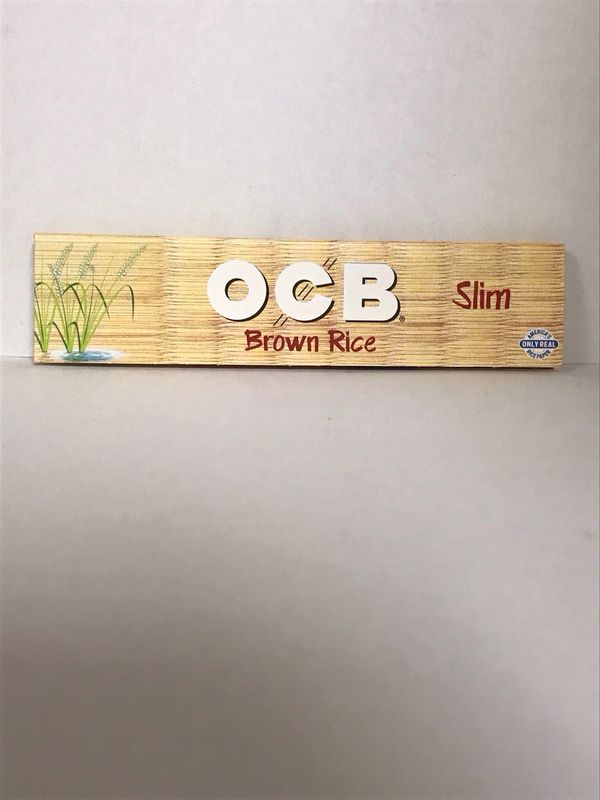 OCB®
Brown Rice
Slim
AMERICA'S
ONLY REAL
RICE PAPER